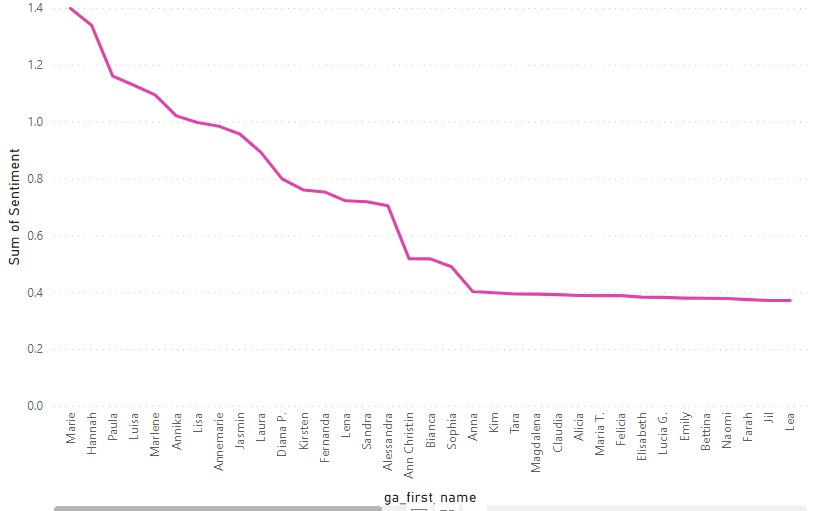 1.4
1.2
1.0
0.8
0.6
0.4
0.2
0.0
Sum of Sentiment
Marie
Hannah
Paula
Luisa
Marlene
Annika
Lisa
Annemarie
Jasmin
Laura
Diana P.
Kirsten
Fernanda
Lena
Sandra
Alessandra
Ann Christin
Bianca
Sophia
Anna
Kim
Tara
Magdalena
Claudia
Alicia
Maria T.
Felicia
Elisabeth
Lucia G.
Emily
Bettina
Naomi
Farah
Jil
Lea
ga_first_name